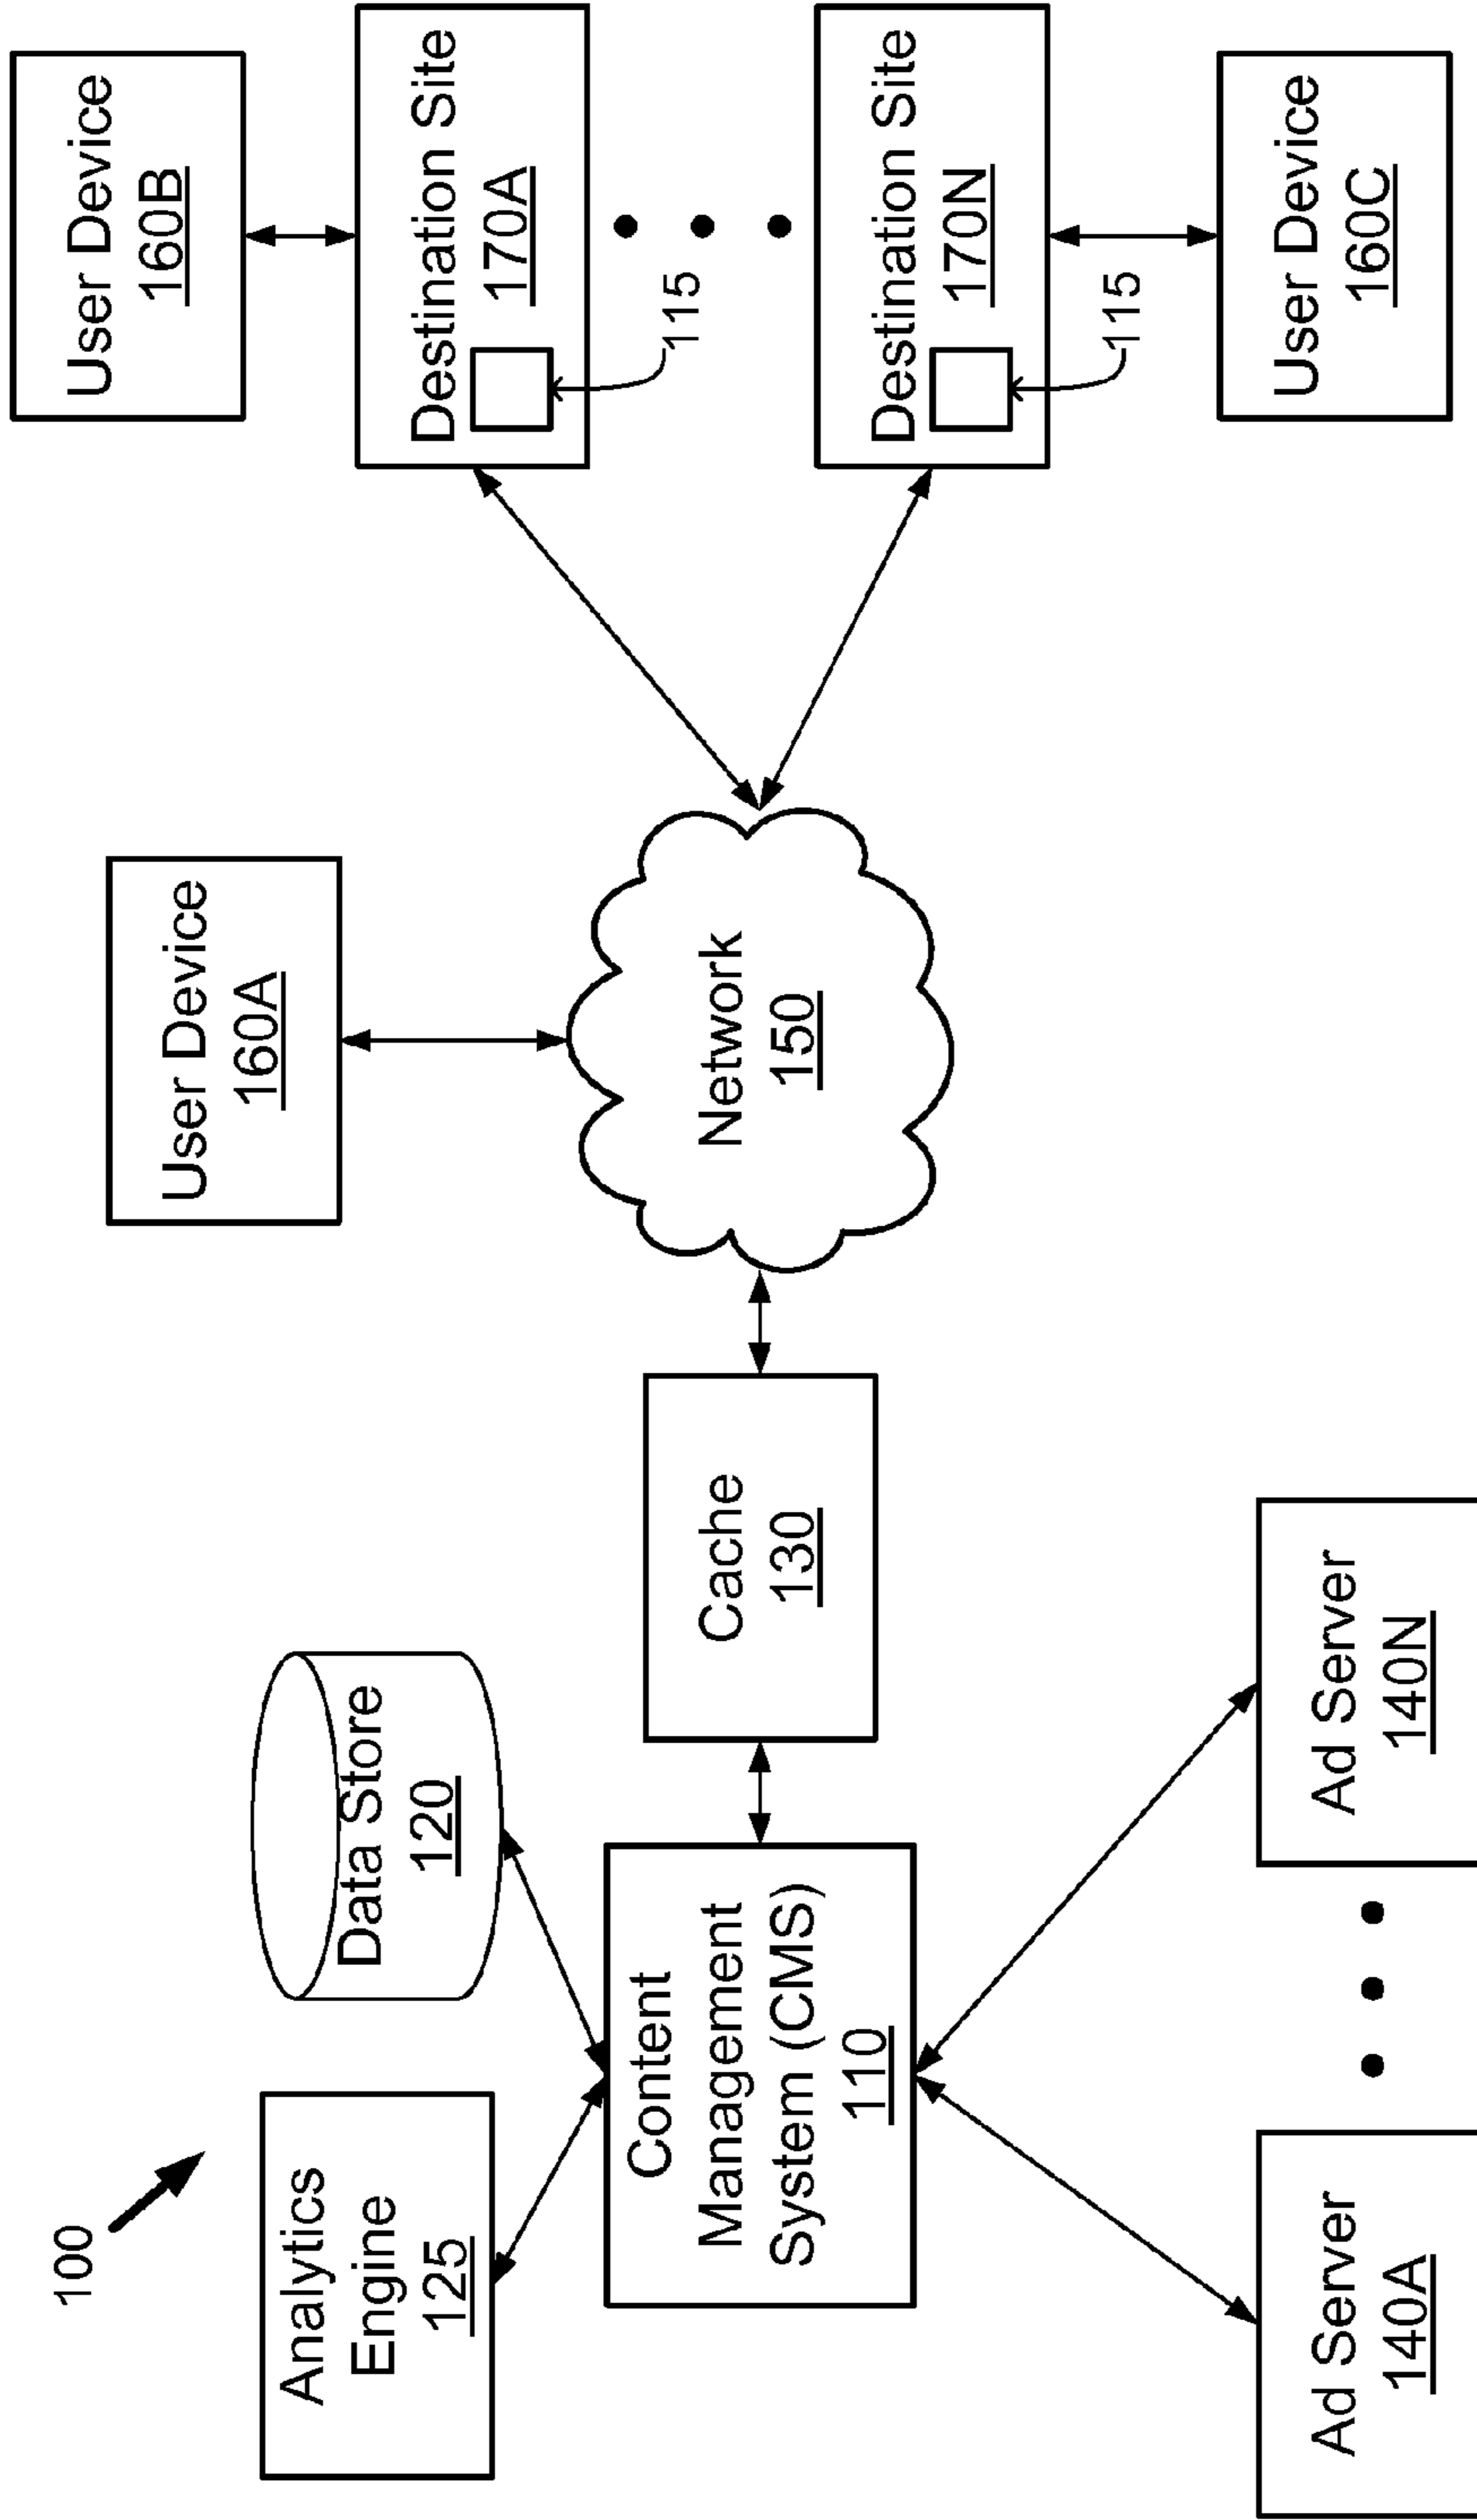 100
Analytics
Engine
125
Data Store
120
User Device
160A
User Device
160B
Content
Management
System (CMS)
110
Cache
130
Network
150
Destination Site
170A
115
Destination Site
170N
115
Ad Server
140A
Ad Server
140N
User Device
160C